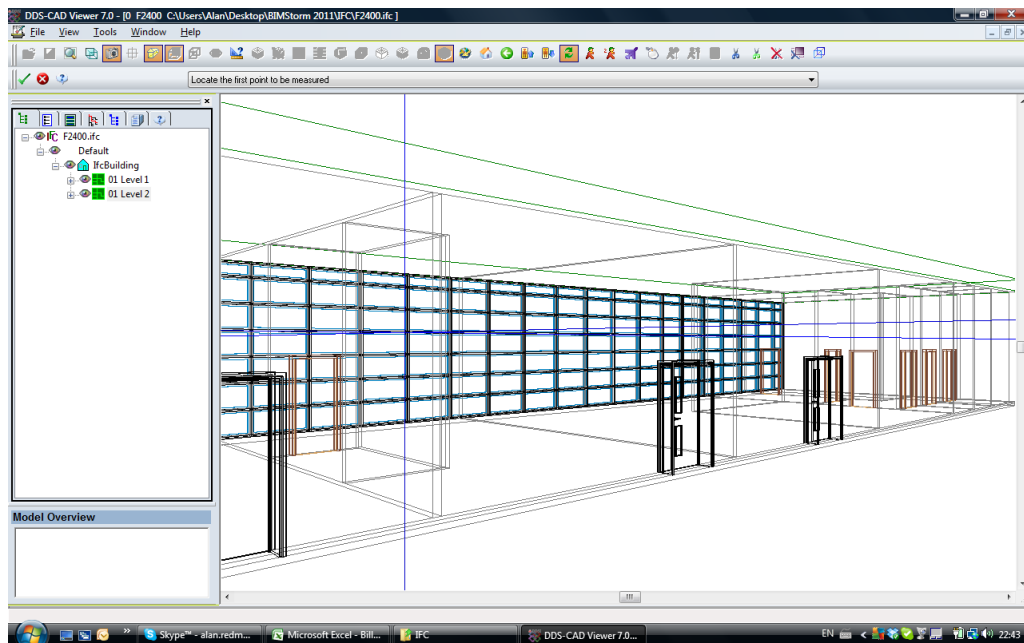 DDS-CAD Viewer 7.0 - [0 F2400 C:\Users\Alan\Desktop\BIMStorm 2011\IFC\F2400.ifc ]
File View Tools Window Help
Locate the first point to be measured
F2400.ifc
Default
IfcBuilding
01 Level 1
01 Level 2
Model Overview
Skype™ - alan.redm...
Microsoft Excel - Bill...
IFC
DDS-CAD Viewer 7.0...
EN
22:43